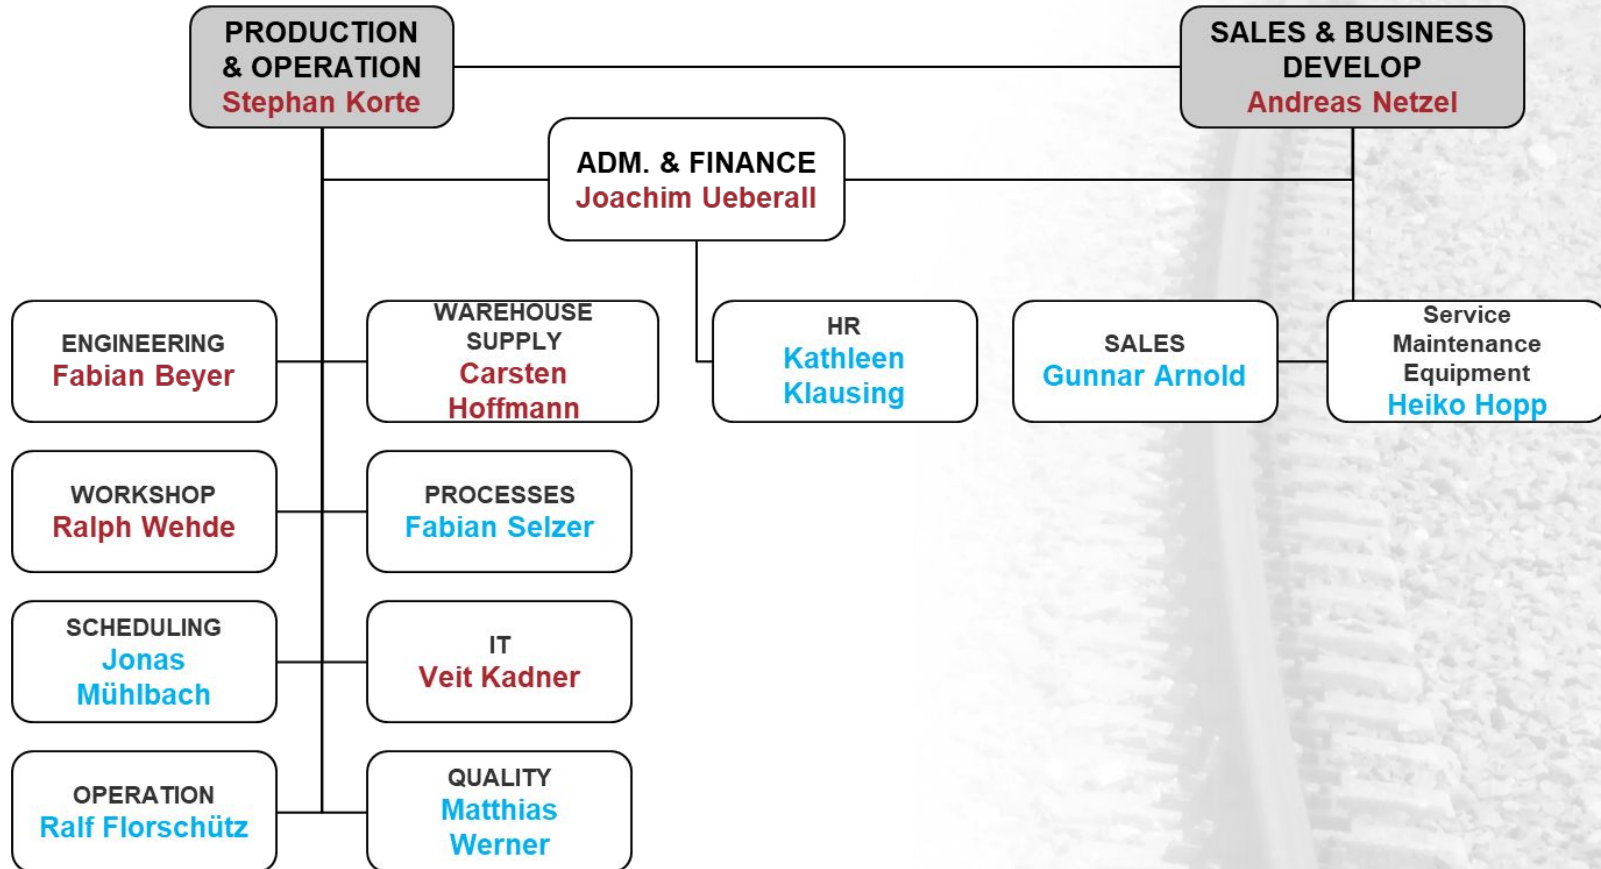 PRODUCTION
& OPERATION
Stephan Korte
SALES & BUSINESS
DEVELOP
Andreas Netzel
ADM. & FINANCE
Joachim Ueberall
ENGINEERING
Fabian Beyer
WAREHOUSE
SUPPLY
Carsten
Hoffmann
HR
Kathleen
Klausing
SALES
Gunnar Arnold
Service
Maintenance
Equipment
Heiko Hopp
WORKSHOP
Ralph Wehde
PROCESSES
Fabian Selzer
SCHEDULING
Jonas
Mühlbach
IT
Veit Kadner
OPERATION
Ralf Florschütz
QUALITY
Matthias
Werner